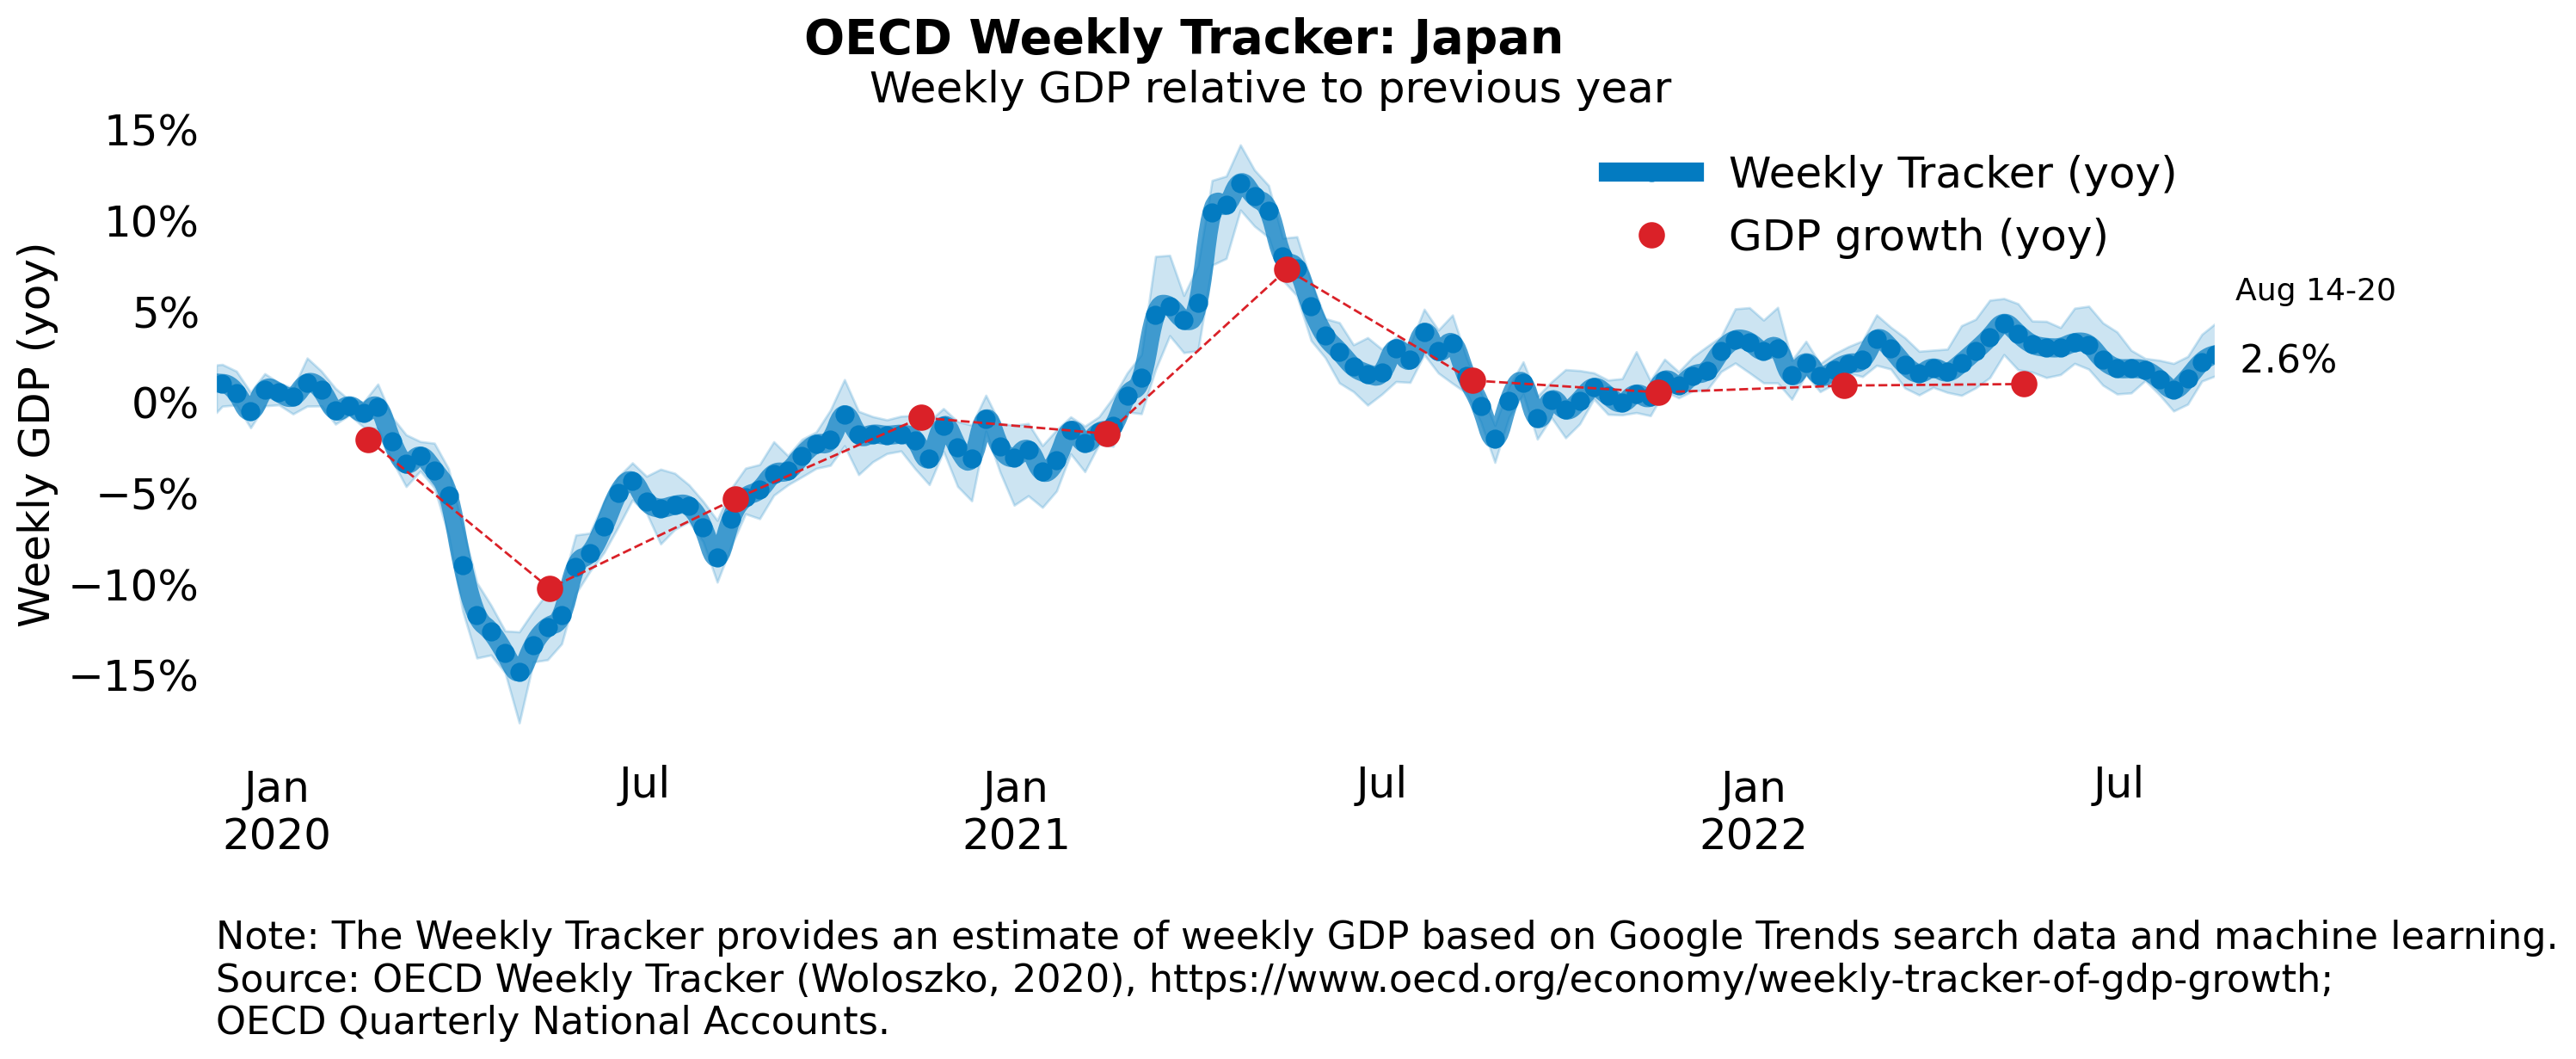 OECD Weekly Tracker: Japan
Weekly GDP relative to previous year
15%
10%
5%
0%
−5%
−10%
−15%
Weekly GDP (yoy)
Weekly Tracker (yoy)
GDP growth (yoy)
Aug 14-20
2.6%
Jan
2020
Jul
Jan
2021
Jul
Jan
2022
Jul
Note: The Weekly Tracker provides an estimate of weekly GDP based on Google Trends search data and machine learning.
Source: OECD Weekly Tracker (Woloszko, 2020), https://www.oecd.org/economy/weekly-tracker-of-gdp-growth;
OECD Quarterly National Accounts.